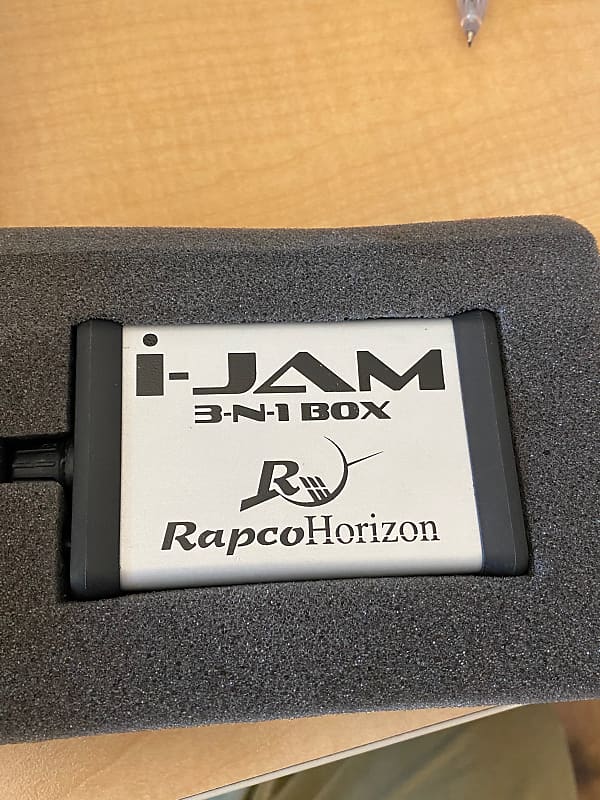 i-JAM
3-N-1 BOX
R
RapcoHorizon